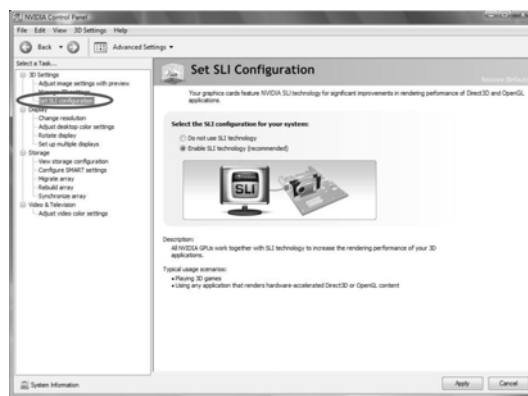 NVIDIA Control Panel
File Edit View 3D Settings Help
Back Advanced Settings
Select a Task...
3D Settings
Adjust image settings with preview
Manage 3D settings
Set SLI configuration
Display
Change resolution
Adjust desktop color settings
Rotate display
Set up multiple displays
Storage
View storage configuration
Configure SMART settings
Migrate array
Rebuild array
Synchronize array
Video & Television
Adjust video color settings
System Information
Set SLI Configuration
Restore Defaults
Your graphics cards feature NVIDIA SLI technology for significant improvements in rendering performance of Direct3D and OpenGL
applications.
Select the SLI configuration for your system:
Do not use SLI technology
Enable SLI technology (recommended)
SLI
Description:
All NVIDIA GPUs work together with SLI technology to increase the rendering performance of your 3D
applications.
Typical usage scenarios:
• Playing 3D games
• Using any application that renders hardware-accelerated Direct3D or OpenGL content
Apply Cancel